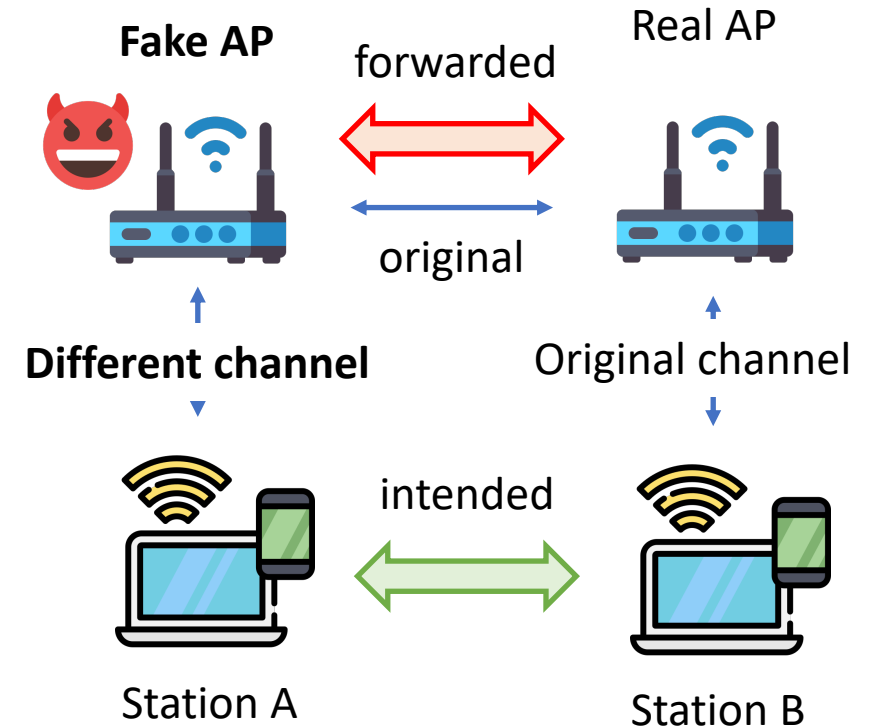 Fake AP
Real AP
forwarded
original
Different channel
Original channel
intended
Station A
Station B